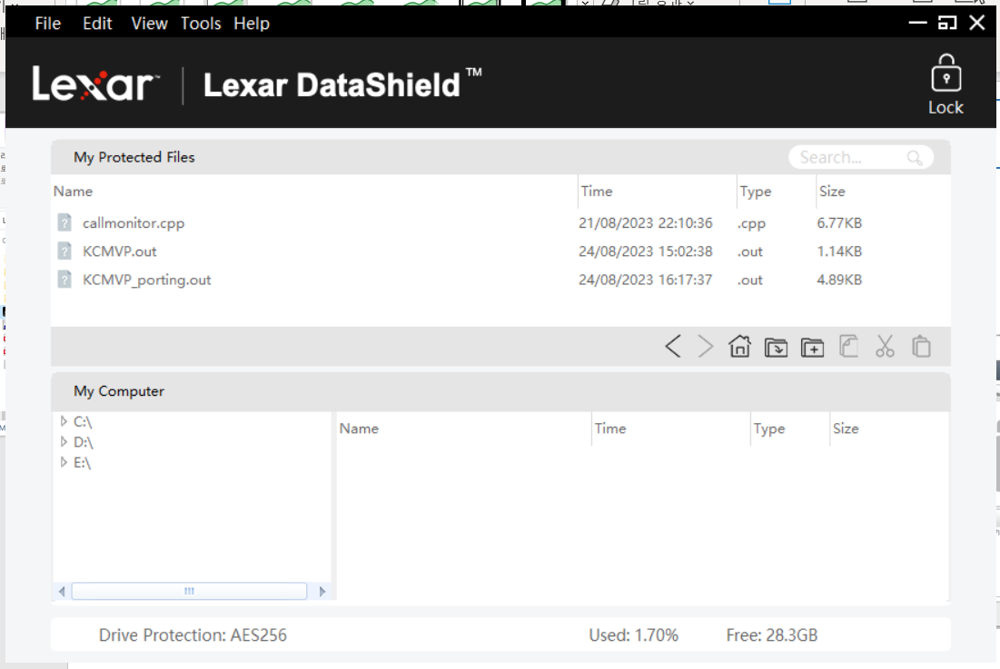 File Edit View Tools Help
Lexar™ Lexar DataShield™
Lock
My Protected Files Search...
Name Time Type Size
callmonitor.cpp 21/08/2023 22:10:36 .cpp 6.77KB
KCMVP.out 24/08/2023 15:02:38 .out 1.14KB
KCMVP_porting.out 24/08/2023 16:17:37 .out 4.89KB
My Computer
C:\ Name Time Type Size
D:\
E:\
Drive Protection: AES256 Used: 1.70% Free: 28.3GB